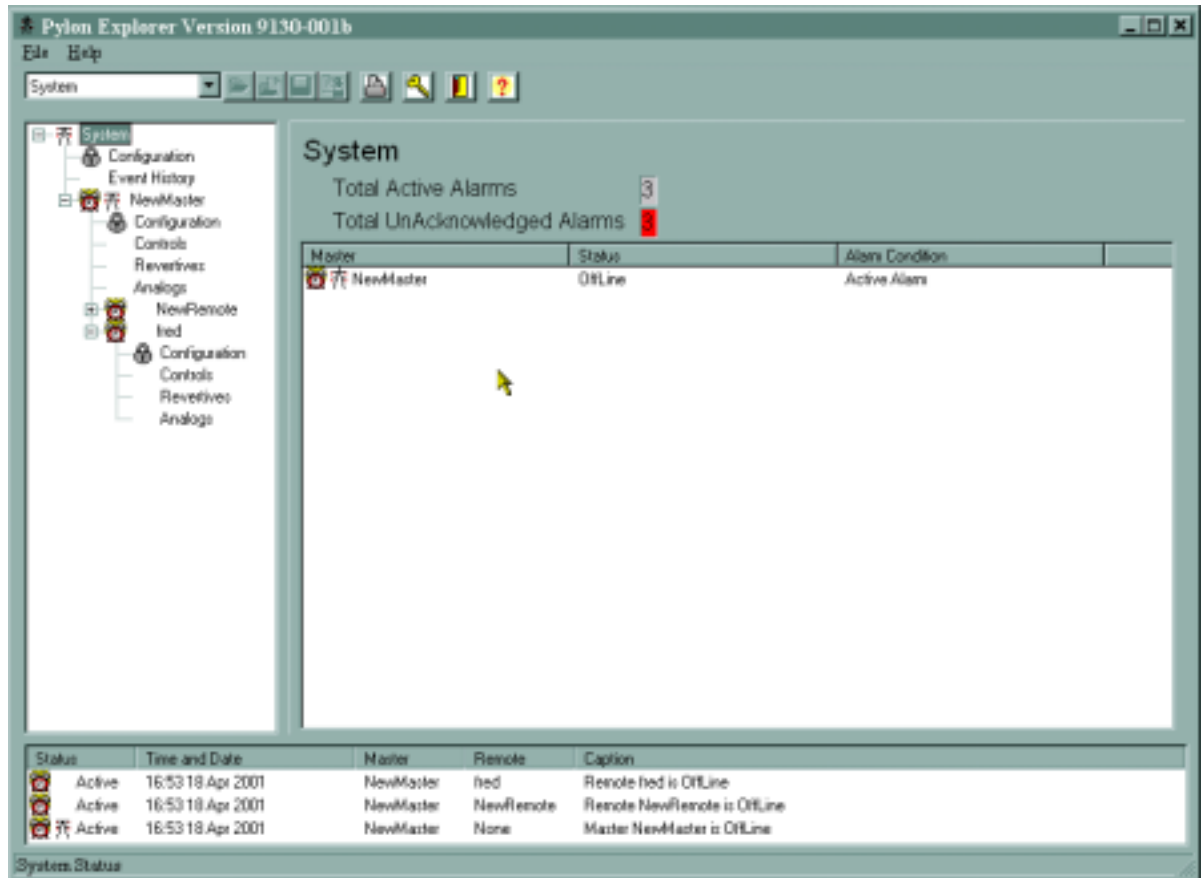 Pylon Explorer Version 9130-001b
File Help
System
System
Configuration
Event History
NewMaster
Configuration
Controls
Revertives
Analogs
NewRemote
fred
Configuration
Controls
Revertives
Analogs
System
Total Active Alarms 3
Total UnAcknowledged Alarms 3
Master Status Alarm Condition
NewMaster OffLine Active Alarm
Status Time and Date Master Remote Caption
Active 16:53 18 Apr 2001 NewMaster fred Remote fred is OffLine
Active 16:53 18 Apr 2001 NewMaster NewRemote Remote NewRemote is OffLine
Active 16:53 18 Apr 2001 NewMaster None Master NewMaster is OffLine
System Status